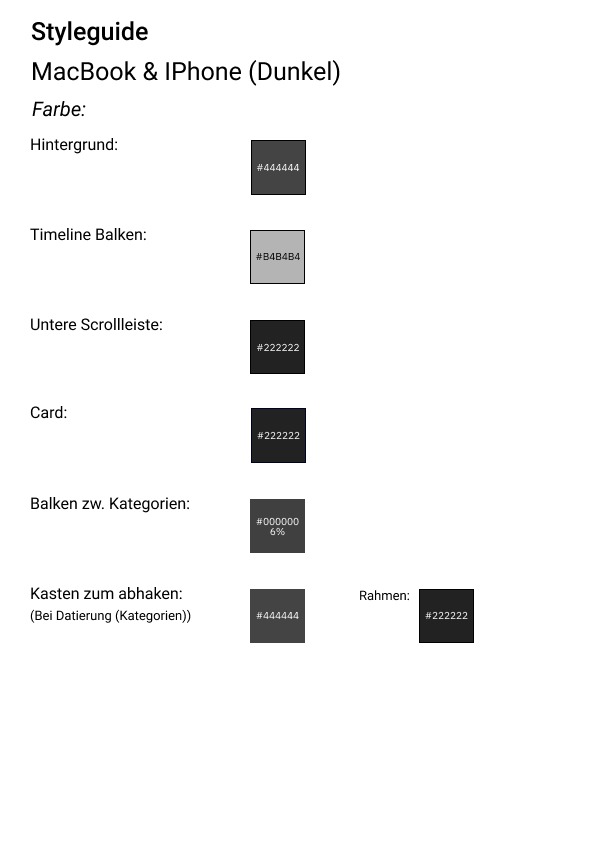 Styleguide
MacBook & IPhone (Dunkel)
Farbe:
Hintergrund:
#444444
Timeline Balken:
#B4B4B4
Untere Scrollleiste:
#222222
Card:
#222222
Balken zw. Kategorien:
#000000
6%
Kasten zum abhaken:
(Bei Datierung (Kategorien))
#444444
Rahmen:
#222222